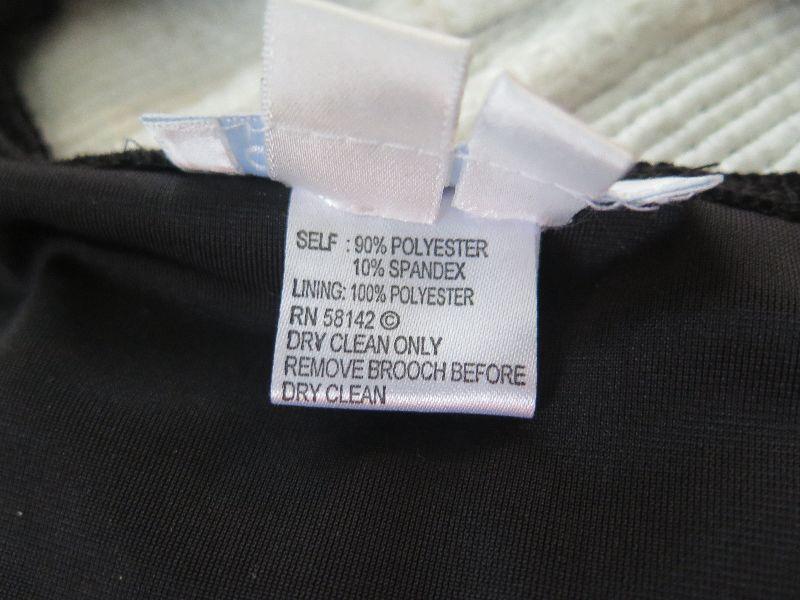 SELF : 90% POLYESTER
10% SPANDEX
LINING: 100% POLYESTER
RN 58142 ©
DRY CLEAN ONLY
REMOVE BROOCH BEFORE
DRY CLEAN